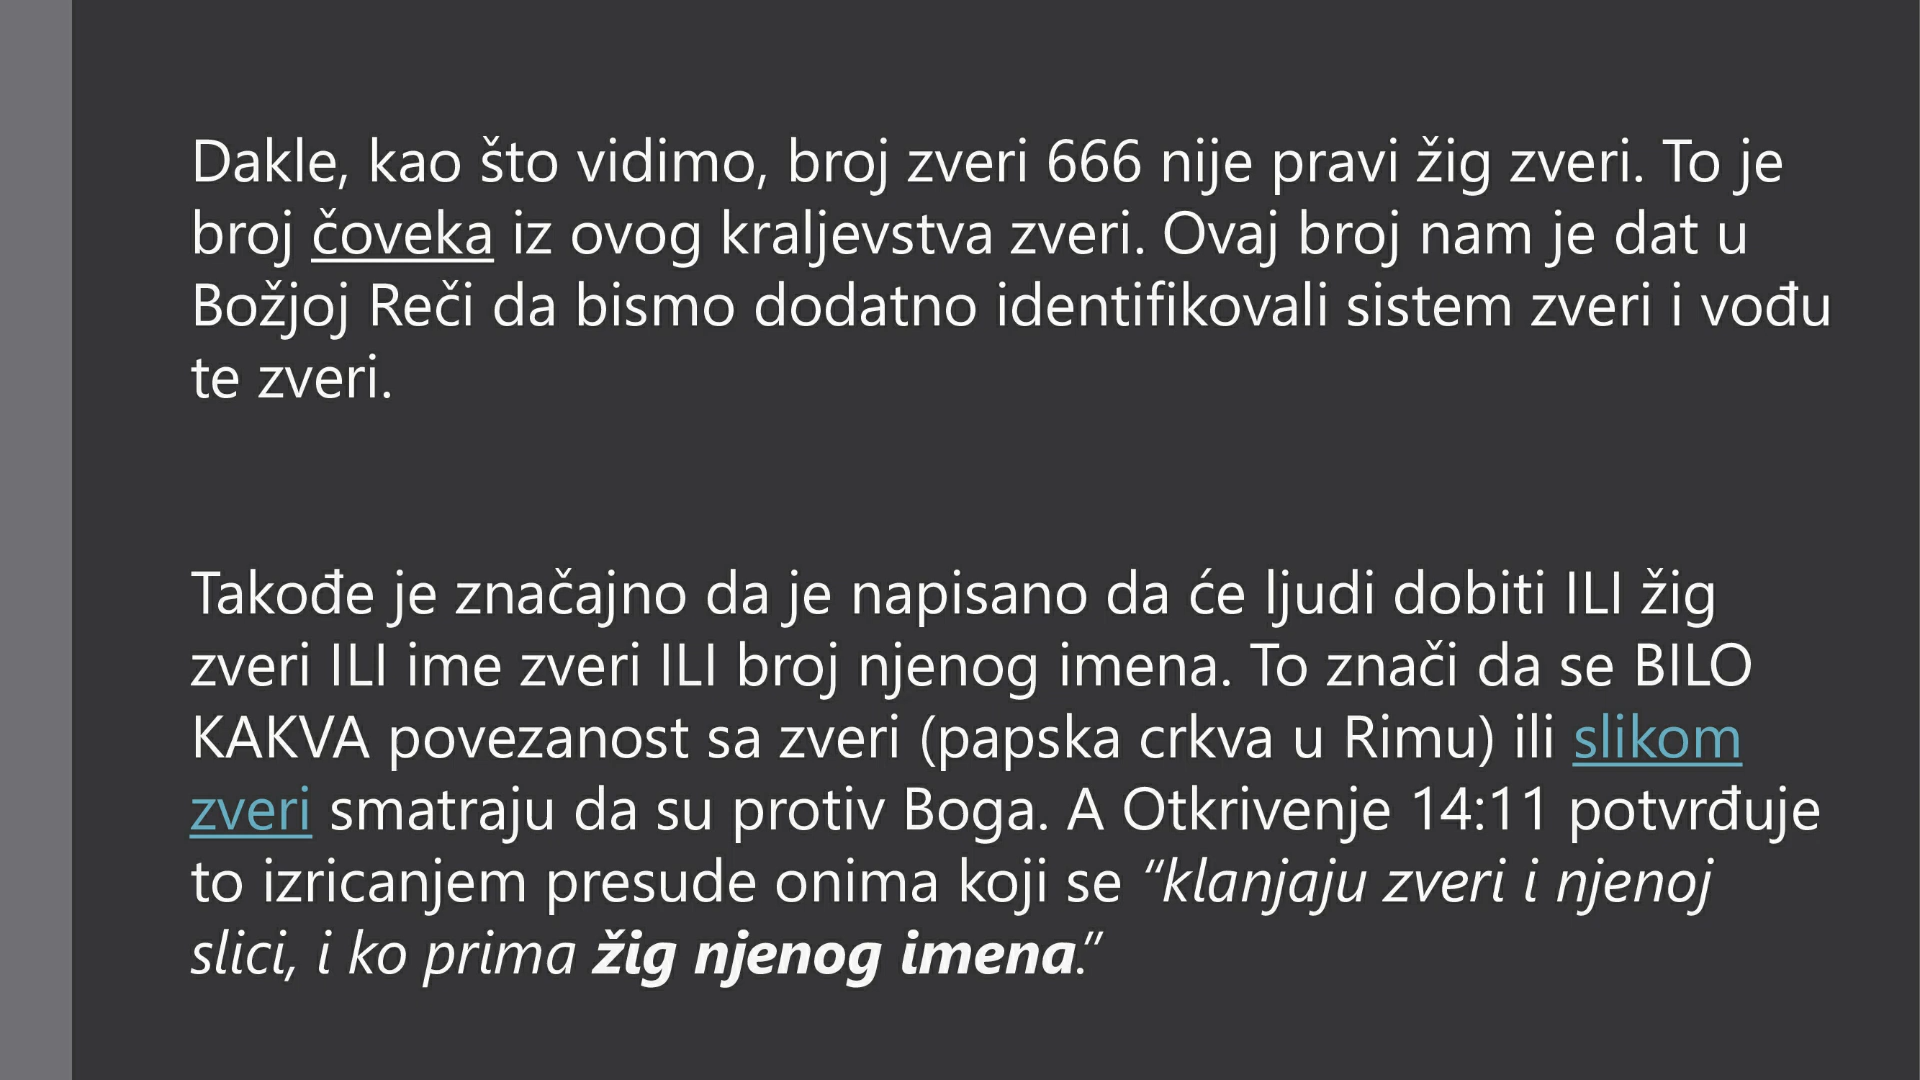 Dakle, kao što vidimo, broj zveri 666 nije pravi žig zveri. To je
broj čoveka iz ovog kraljevstva zveri. Ovaj broj nam je dat u
Božjoj Reči da bismo dodatno identifikovali sistem zveri i vođu
te zveri.
Takođe je značajno da je napisano da će ljudi dobiti ILI žig
zveri ILI ime zveri ILI broj njenog imena. To znači da se BILO
KAKVA povezanost sa zveri (papska crkva u Rimu) ili slikom
zveri smatraju da su protiv Boga. A Otkrivenje 14:11 potvrđuje
to izricanjem presude onima koji se “klanjaju zveri i njenoj
slici, i ko prima žig njenog imena.”